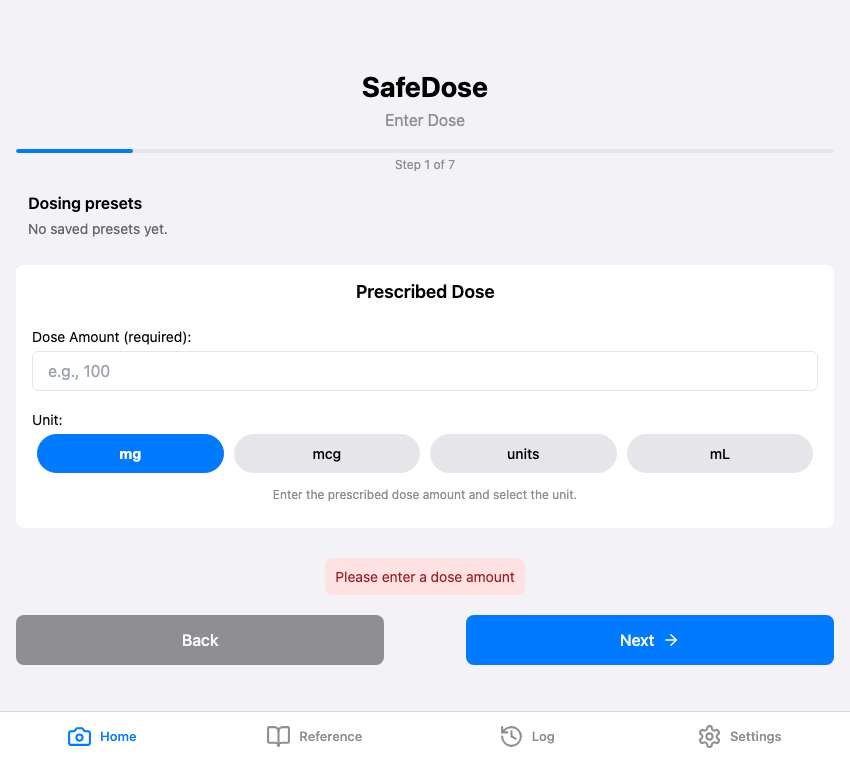 SafeDose
Enter Dose
Step 1 of 7
Dosing presets
No saved presets yet.
Prescribed Dose
Dose Amount (required):
e.g., 100
Unit:
mg mcg units mL
Enter the prescribed dose amount and select the unit.
Please enter a dose amount
Back Next →
Home Reference Log Settings